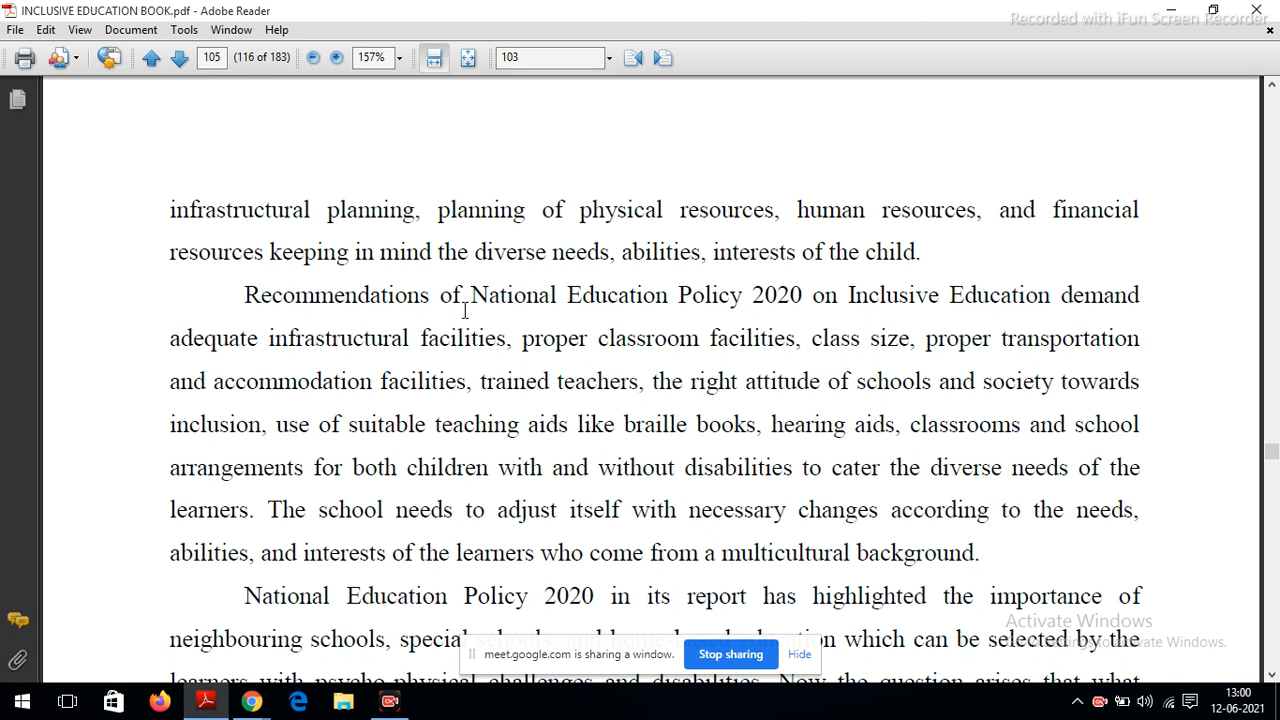 INCLUSIVE EDUCATION BOOK.pdf - Adobe Reader
Recorded with iFun Screen Recorder
File Edit View Document Tools Window Help
105 (116 of 183) 157% 103
infrastructural planning, planning of physical resources, human resources, and financial
resources keeping in mind the diverse needs, abilities, interests of the child.
Recommendations of National Education Policy 2020 on Inclusive Education demand
adequate infrastructural facilities, proper classroom facilities, class size, proper transportation
and accommodation facilities, trained teachers, the right attitude of schools and society towards
inclusion, use of suitable teaching aids like braille books, hearing aids, classrooms and school
arrangements for both children with and without disabilities to cater the diverse needs of the
learners. The school needs to adjust itself with necessary changes according to the needs,
abilities, and interests of the learners who come from a multicultural background.
National Education Policy 2020 in its report has highlighted the importance of
Activate Windows
neighbouring schools, special schools, and home-based education which can be selected by the
Activate Windows.
meet.google.com is sharing a window. Stop sharing Hide
learners with psycho-physical challenges and disabilities. Now the question arises that what
13:00
12-06-2021